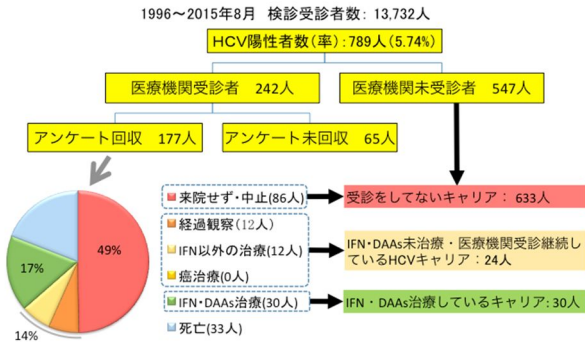 1996～2015年8月 検診受診者数: 13,732人
HCV陽性者数(率):789人(5.74%)
医療機関受診者 242人
医療機関未受診者 547人
アンケート回収 177人
アンケート未回収 65人
49%
17%
14%
来院せず・中止(86人)
経過観察(12人)
IFN以外の治療(12人)
癌治療(0人)
IFN・DAAs治療(30人)
死亡(33人)
受診をしてないキャリア: 633人
IFN・DAAs未治療・医療機関受診継続し
ているHCVキャリア:24人
IFN・DAAs治療しているキャリア:30人